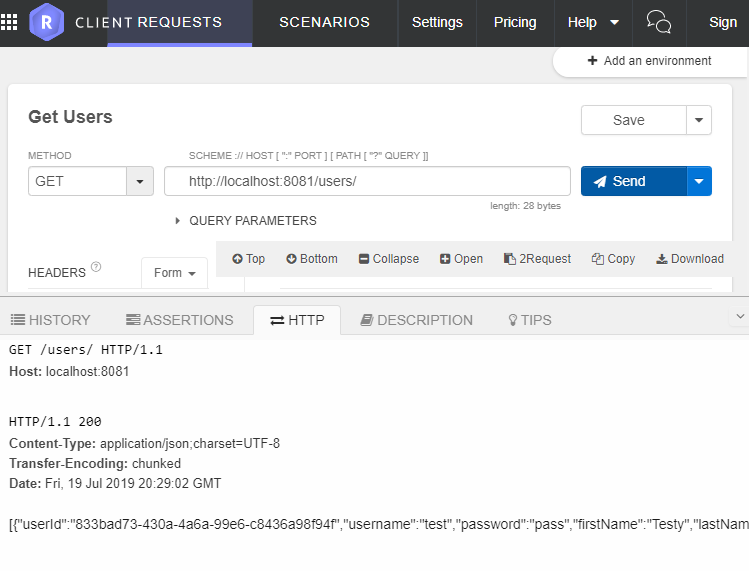 R CLIENT REQUESTS SCENARIOS Settings Pricing Help Sign
Add an environment
Get Users
Save
METHOD SCHEME :// HOST [ ":" PORT ] [ PATH [ "?" QUERY ]]
GET http://localhost:8081/users/ Send
length: 28 bytes
QUERY PARAMETERS
Top Bottom Collapse Open 2Request Copy Download
HEADERS ? Form
HISTORY ASSERTIONS HTTP DESCRIPTION TIPS
GET /users/ HTTP/1.1
Host: localhost:8081
HTTP/1.1 200
Content-Type: application/json;charset=UTF-8
Transfer-Encoding: chunked
Date: Fri, 19 Jul 2019 20:29:02 GMT
[{"userId":"833bad73-430a-4a6a-99e6-c8436a98f94f","username":"test","password":"pass","firstName":"Testy","lastNam